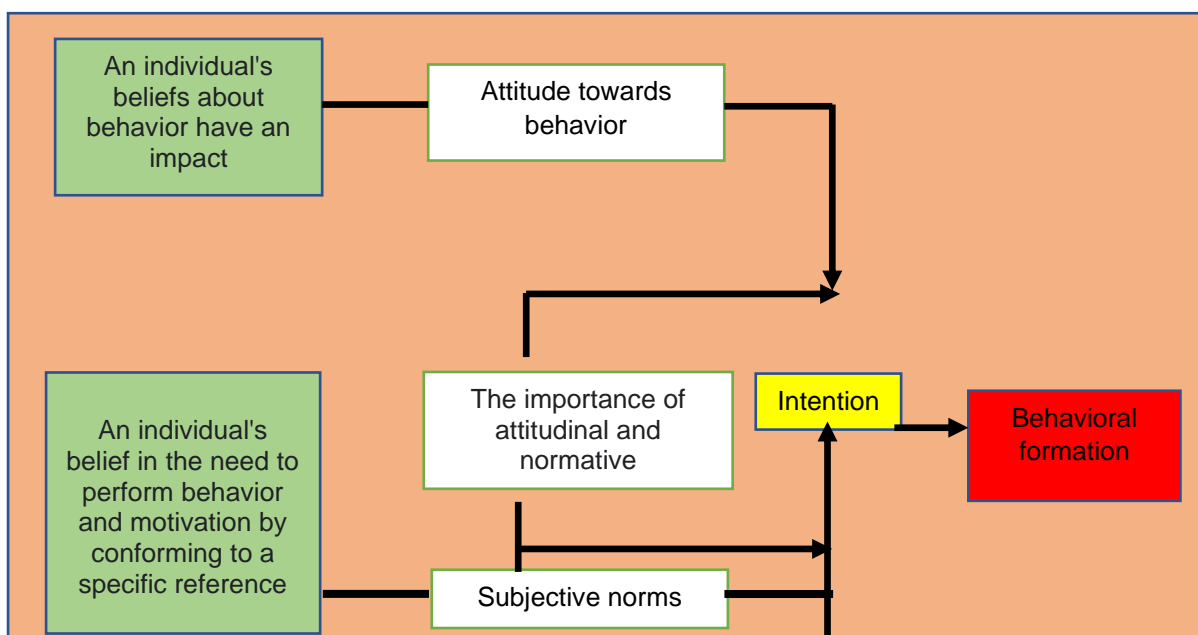 An individual's
beliefs about
behavior have an
impact
Attitude towards
behavior
An individual's
belief in the need to
perform behavior
and motivation by
conforming to a
specific reference
The importance of
attitudinal and
normative
Intention
Behavioral
formation
Subjective norms